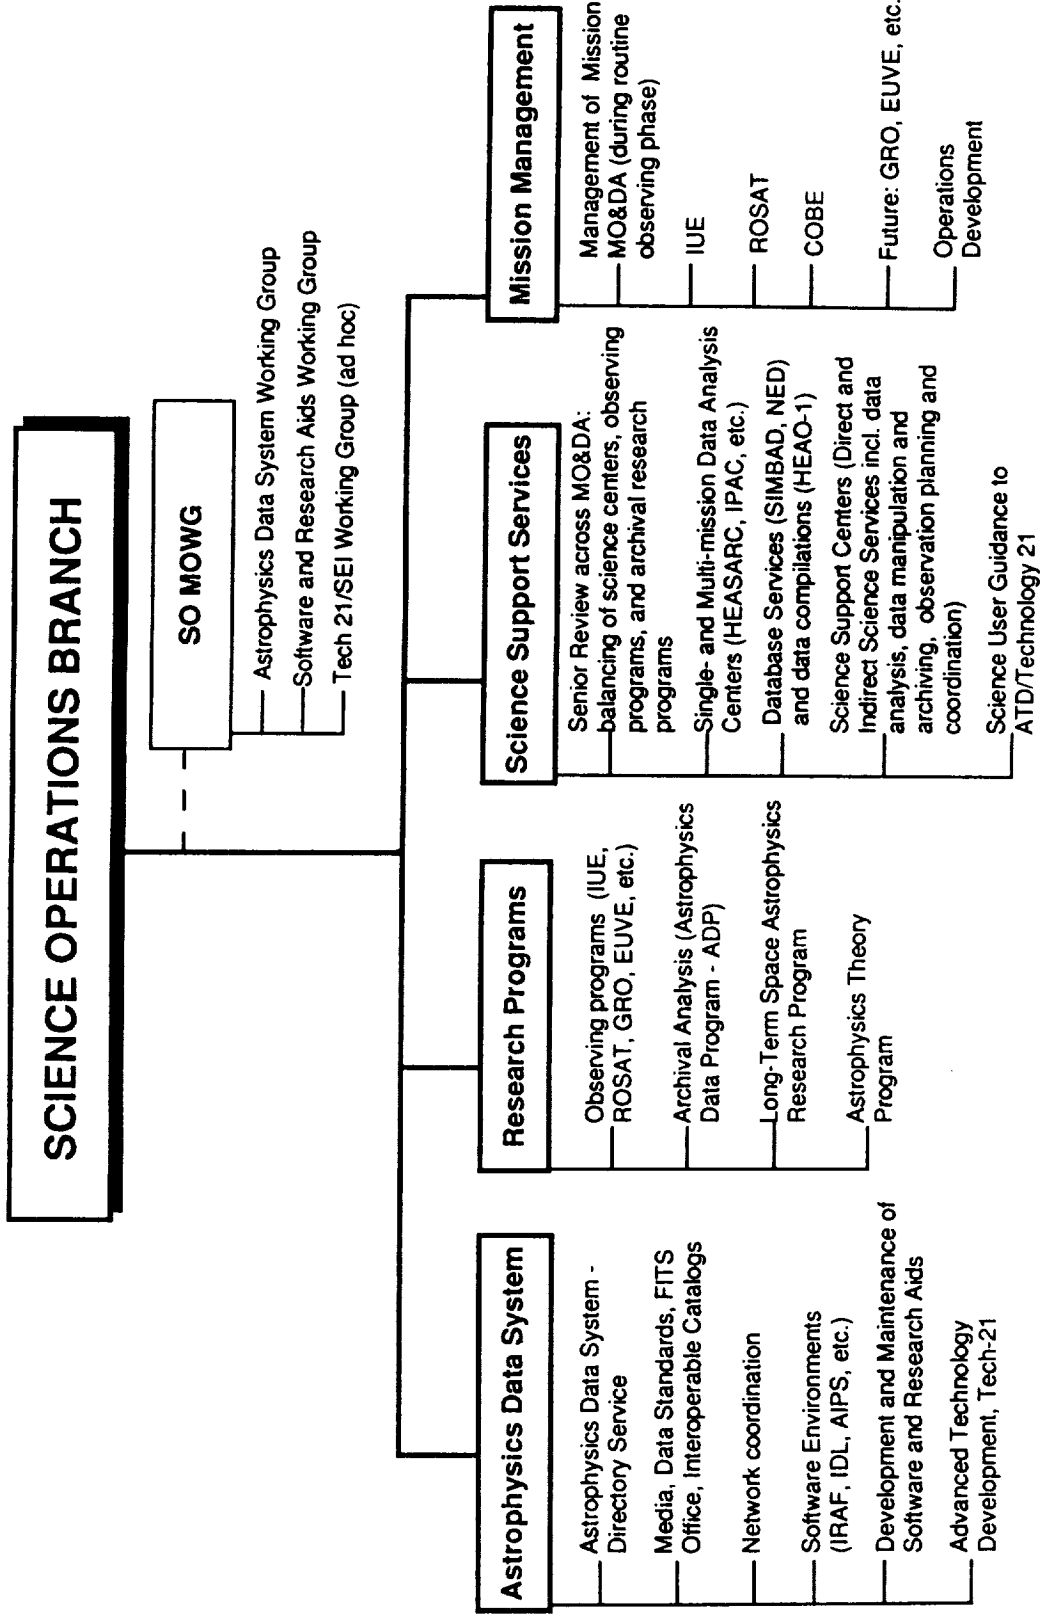 SCIENCE OPERATIONS BRANCH
SO MOWG
Astrophysics Data System Working Group
Software and Research Aids Working Group
Tech 21/SEI Working Group (ad hoc)
Astrophysics Data System
Astrophysics Data System -
Directory Service
Media, Data Standards, FITS
Office, Interoperable Catalogs
Network coordination
Software Environments
(IRAF, IDL, AIPS, etc.)
Development and Maintenance of
Software and Research Aids
Advanced Technology
Development, Tech-21
Research Programs
Observing programs (IUE,
ROSAT, GRO, EUVE, etc.)
Archival Analysis (Astrophysics
Data Program - ADP)
Long-Term Space Astrophysics
Research Program
Astrophysics Theory
Program
Science Support Services
Senior Review across MO&DA:
balancing of science centers, observing
programs, and archival research
programs
Single- and Multi-mission Data Analysis
Centers (HEASARC, IPAC, etc.)
Database Services (SIMBAD, NED)
and data compilations (HEAO-1)
Science Support Centers (Direct and
Indirect Science Services incl. data
analysis, data manipulation and
archiving, observation planning and
coordination)
Science User Guidance to
ATD/Technology 21
Mission Management
Management of Mission
MO&DA (during routine
observing phase)
IUE
ROSAT
COBE
Future: GRO, EUVE, etc.
Operations
Development